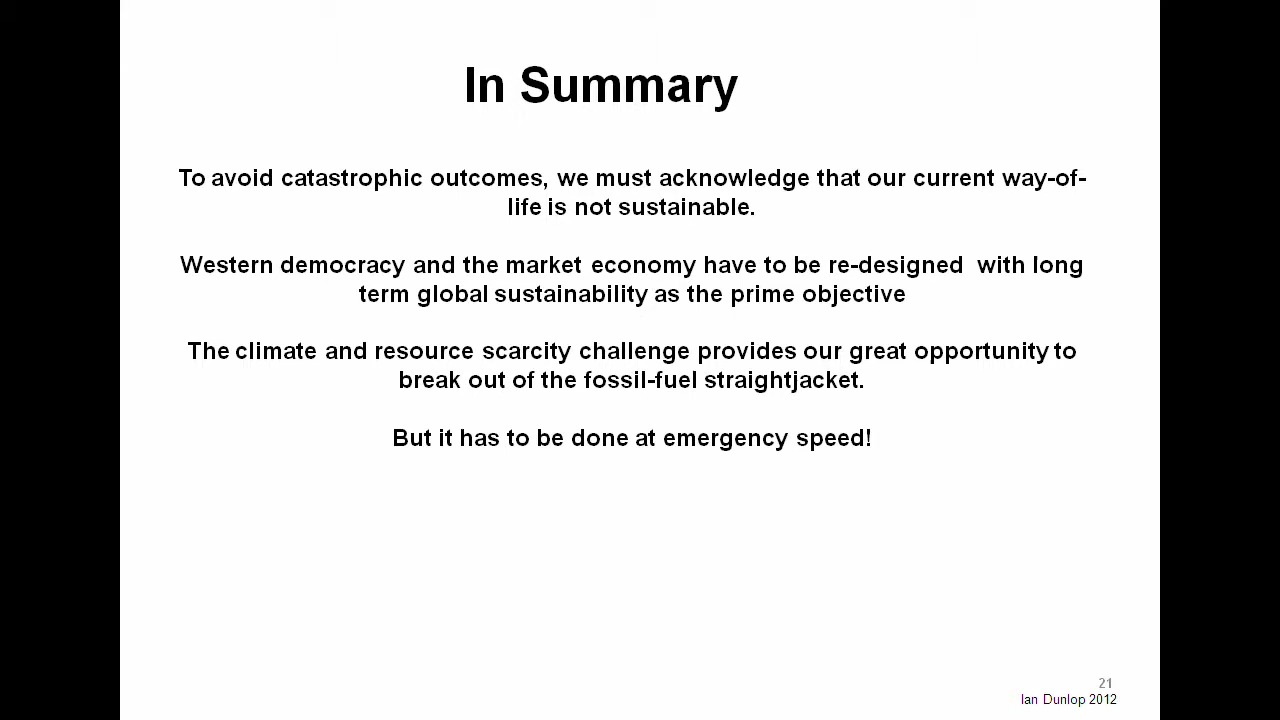 In Summary
To avoid catastrophic outcomes, we must acknowledge that our current way-of-
life is not sustainable.
Western democracy and the market economy have to be re-designed  with long
term global sustainability as the prime objective
The climate and resource scarcity challenge provides our great opportunity to
break out of the fossil-fuel straightjacket.
But it has to be done at emergency speed!
21
Ian Dunlop 2012